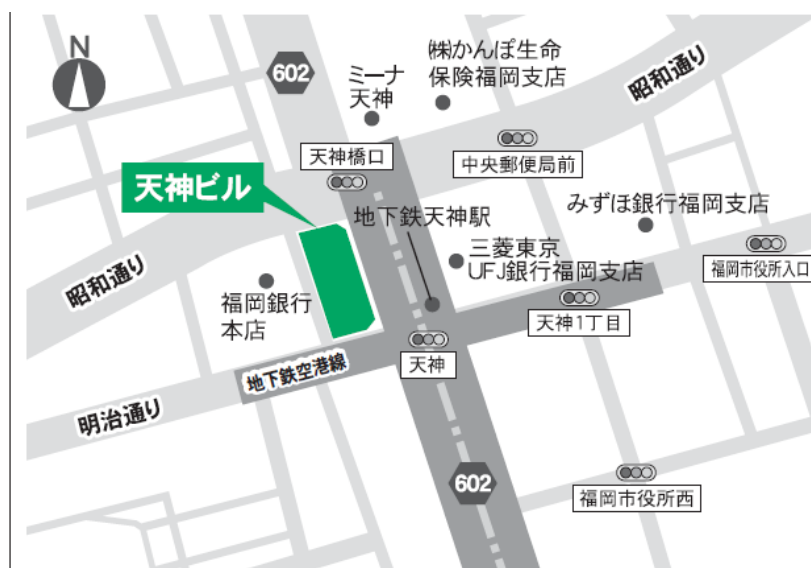 N
602
ミーナ
天神
㈱かんぽ生命
保険福岡支店
昭和通り
天神橋口
中央郵便局前
天神ビル
地下鉄天神駅
みずほ銀行福岡支店
三菱東京
UFJ銀行福岡支店
福岡市役所入口
昭和通り
福岡銀行
本店
天神1丁目
天神
地下鉄空港線
明治通り
602
福岡市役所西